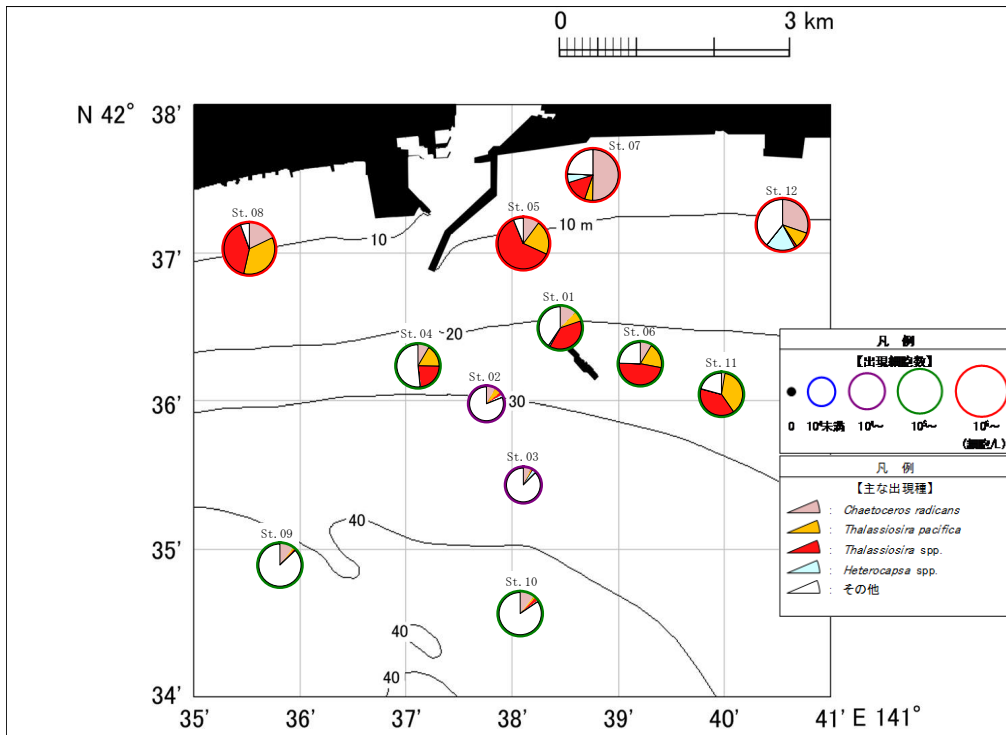 0 3 km
N 42° 38'
St.07
St.12
St.08
St.05
10 m
10
37'
St.01
20
St.04
St.06
St.11
St.02
36'
30
St.03
40
35'
St.09
St.10
40
40
34'
35' 36' 37' 38' 39' 40' 41' E 141°
凡 例
【出現細胞数】
0 10⁴未満 10⁴～ 10⁵～ 10⁶～
(細胞/L)
凡 例
【主な出現種】
: Chaetoceros radicans
: Thalassiosira pacifica
: Thalassiosira spp.
: Heterocapsa spp.
: その他